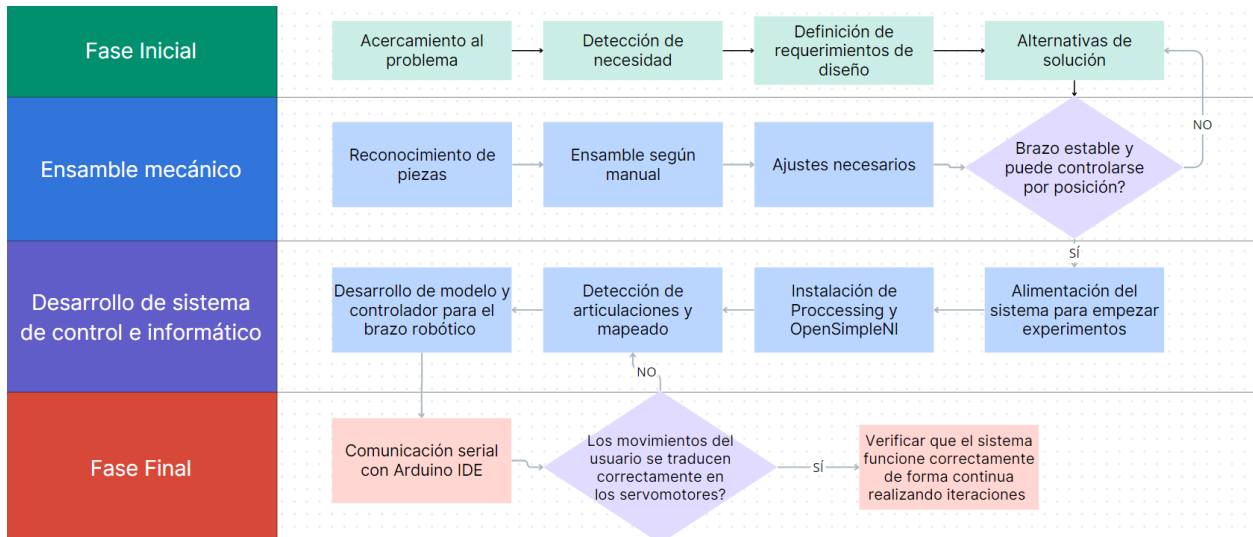 Fase Inicial
Acercamiento al
problema
Detección de
necesidad
Definición de
requerimientos de
diseño
Alternativas de
solución
NO
Ensamble mecánico
Reconocimiento de
piezas
Ensamble según
manual
Ajustes necesarios
Brazo estable y
puede controlarse
por posición?
SÍ
Desarrollo de sistema
de control e informático
Desarrollo de modelo y
controlador para el
brazo robótico
Detección de
articulaciones y
mapeado
Instalación de
Proccessing y
OpenSimpleNI
Alimentación del
sistema para empezar
experimentos
NO
Fase Final
Comunicación serial
con Arduino IDE
Los movimientos del
usuario se traducen
correctamente en
los servomotores?
SÍ
Verificar que el sistema
funcione correctamente
de forma continua
realizando iteraciones